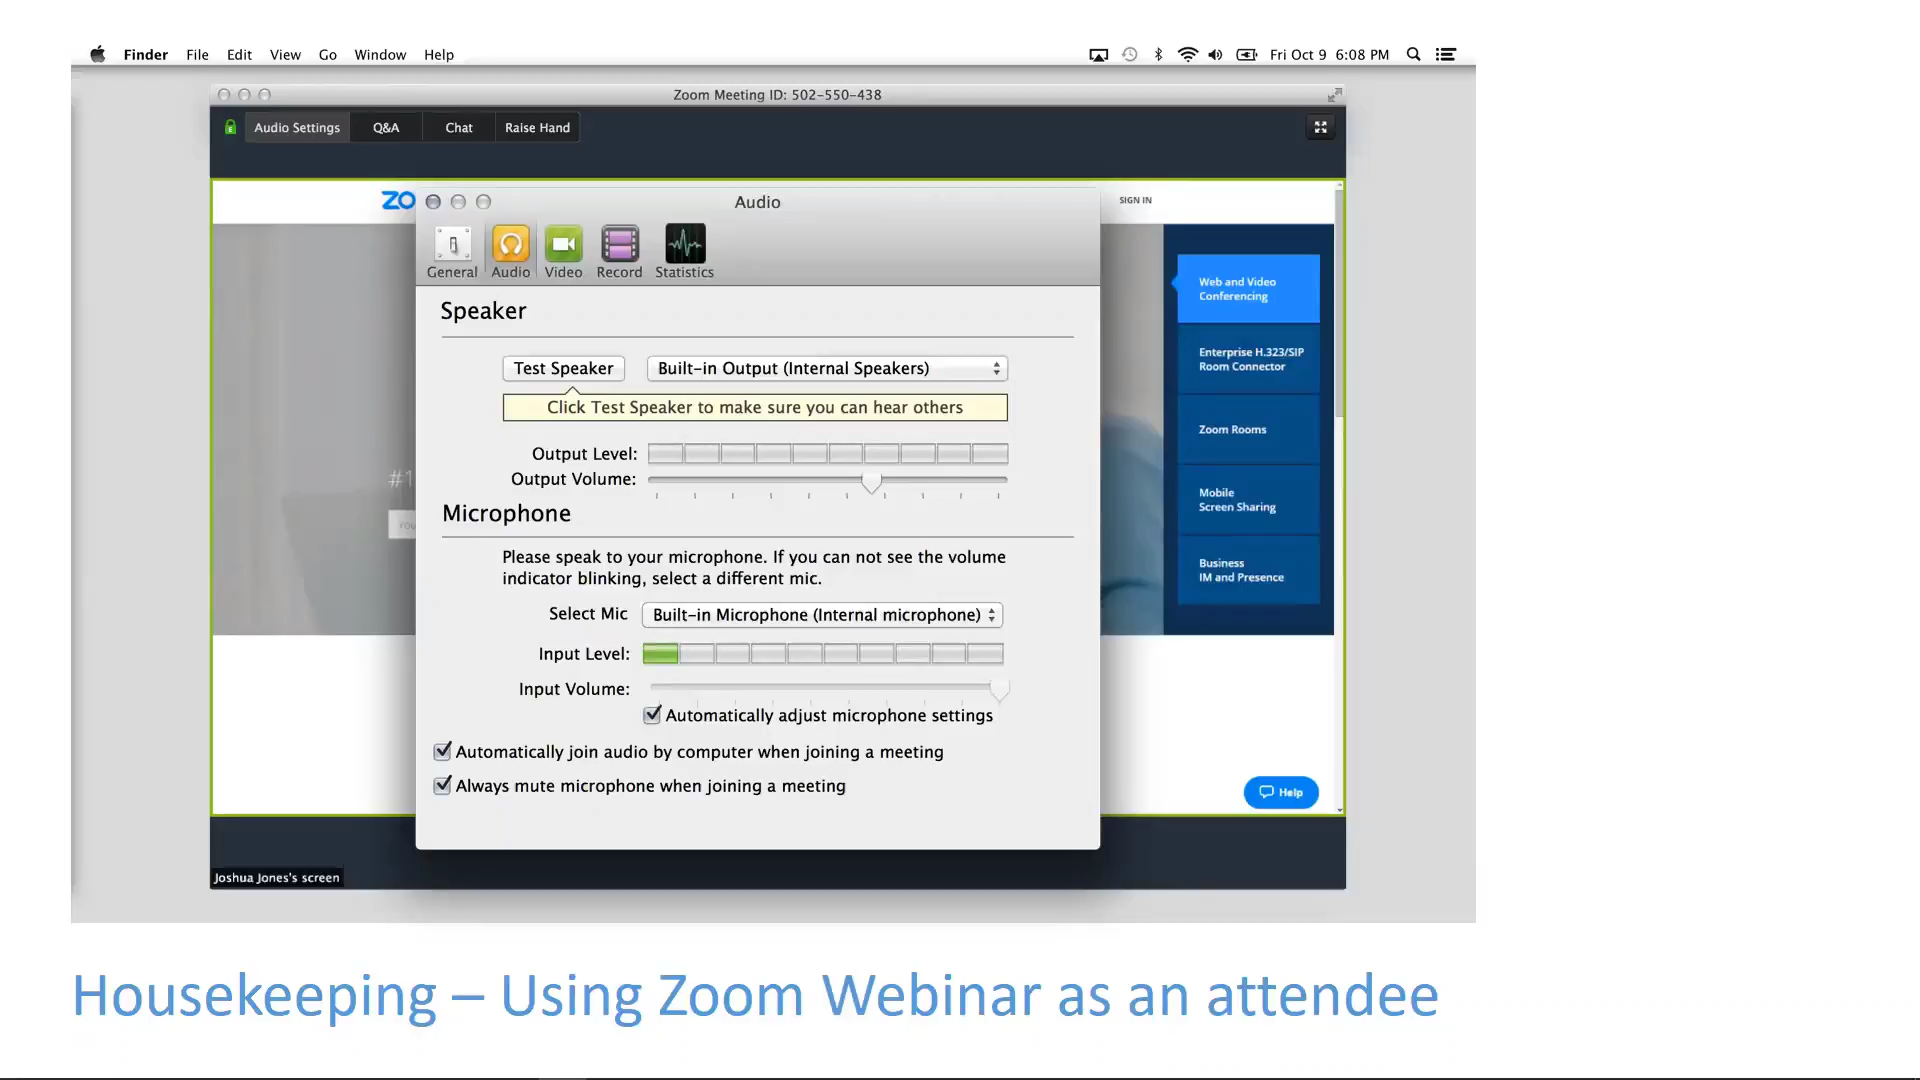 Finder File Edit View Go Window Help Fri Oct 9 6:08 PM
Zoom Meeting ID: 502-550-438
Audio Settings Q&A Chat Raise Hand
ZO
Audio
SIGN IN
General Audio Video Record Statistics
Speaker
Test Speaker Built-in Output (Internal Speakers)
Click Test Speaker to make sure you can hear others
Output Level:
Output Volume:
Microphone
Please speak to your microphone. If you can not see the volume
indicator blinking, select a different mic.
Select Mic Built-in Microphone (Internal microphone)
Input Level:
Input Volume:
Automatically adjust microphone settings
Automatically join audio by computer when joining a meeting
Always mute microphone when joining a meeting
#1
Web and Video
Conferencing
Enterprise H.323/SIP
Room Connector
Zoom Rooms
Mobile
Screen Sharing
Business
IM and Presence
Help
Joshua Jones's screen
Housekeeping – Using Zoom Webinar as an attendee